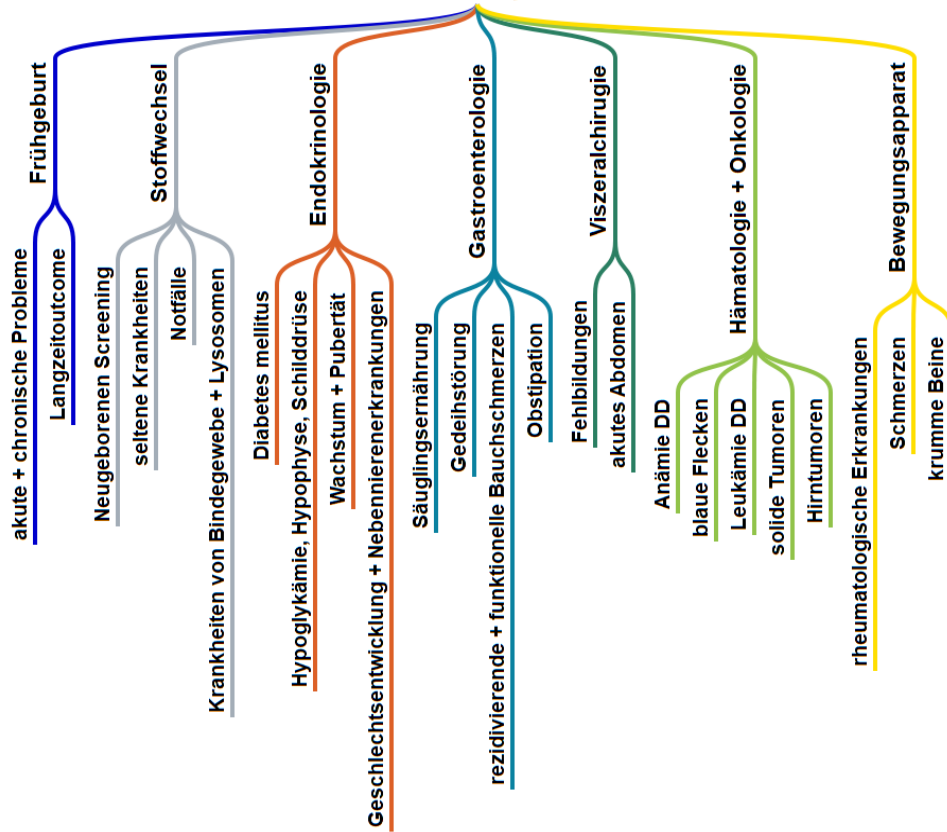 Frühgeburt
akute + chronische Probleme
Langzeitoutcome
Stoffwechsel
Neugeborenen Screening
seltene Krankheiten
Notfälle
Krankheiten von Bindegewebe + Lysosomen
Endokrinologie
Diabetes mellitus
Hypoglykämie, Hypophyse, Schilddrüse
Wachstum + Pubertät
Geschlechtsentwicklung + Nebennierenerkankungen
Gastroenterologie
Säuglingsernährung
Gedeihstörung
rezidivierende + funktionelle Bauchschmerzen
Obstipation
Viszeralchirugie
Fehlbildungen
akutes Abdomen
Hämatologie + Onkologie
Anämie DD
blaue Flecken
Leukämie DD
solide Tumoren
Hirntumoren
Bewegungsapparat
rheumatologische Erkrankungen
Schmerzen
krumme Beine